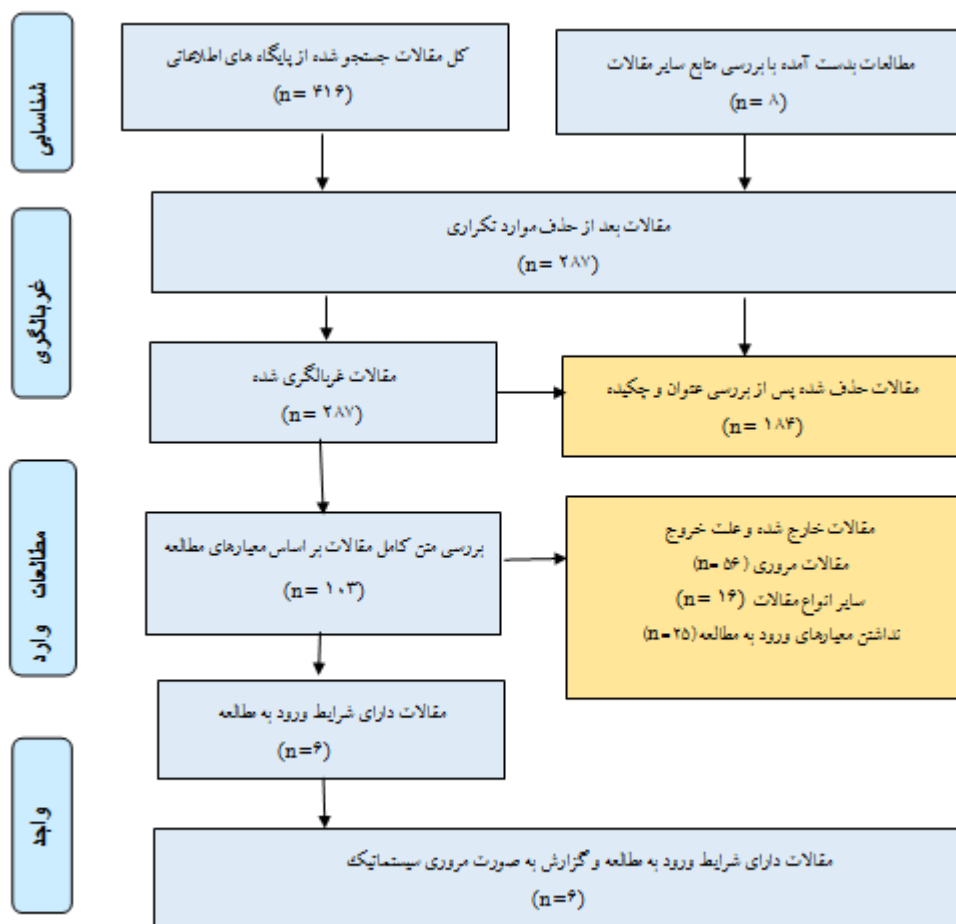 شناسایی
کل مقالات جستجو شده از پایگاه های اطلاعاتی
(n= ۴۱۶)
مطالعات بدست آمده با بررسی منابع سایر مقالات
(n= ۸)
غربالگری
مقالات بعد از حذف موارد تکراری
(n= ۲۸۷)
مقالات غربالگری شده
(n= ۲۸۷)
مقالات حذف شده پس از بررسی عنوان و چکیده
(n= ۱۸۴)
مطالعات وارد
بررسی متن کامل مقالات بر اساس معیارهای مطالعه
(n= ۱۰۳)
مقالات خارج شده و علت خروج
مقالات مروری (n= ۵۶)
سایر انواع مقالات (n= ۱۶)
نداشتن معیارهای ورود به مطالعه (n=۲۵)
مقالات دارای شرایط ورود به مطالعه
(n=۶)
واجد
مقالات دارای شرایط ورود به مطالعه و گزارش به صورت مروری سیستماتیک
(n=۶)